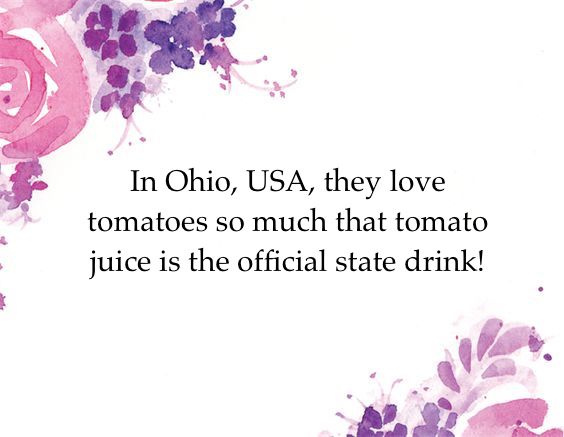 In Ohio, USA, they love
tomatoes so much that tomato
juice is the official state drink!